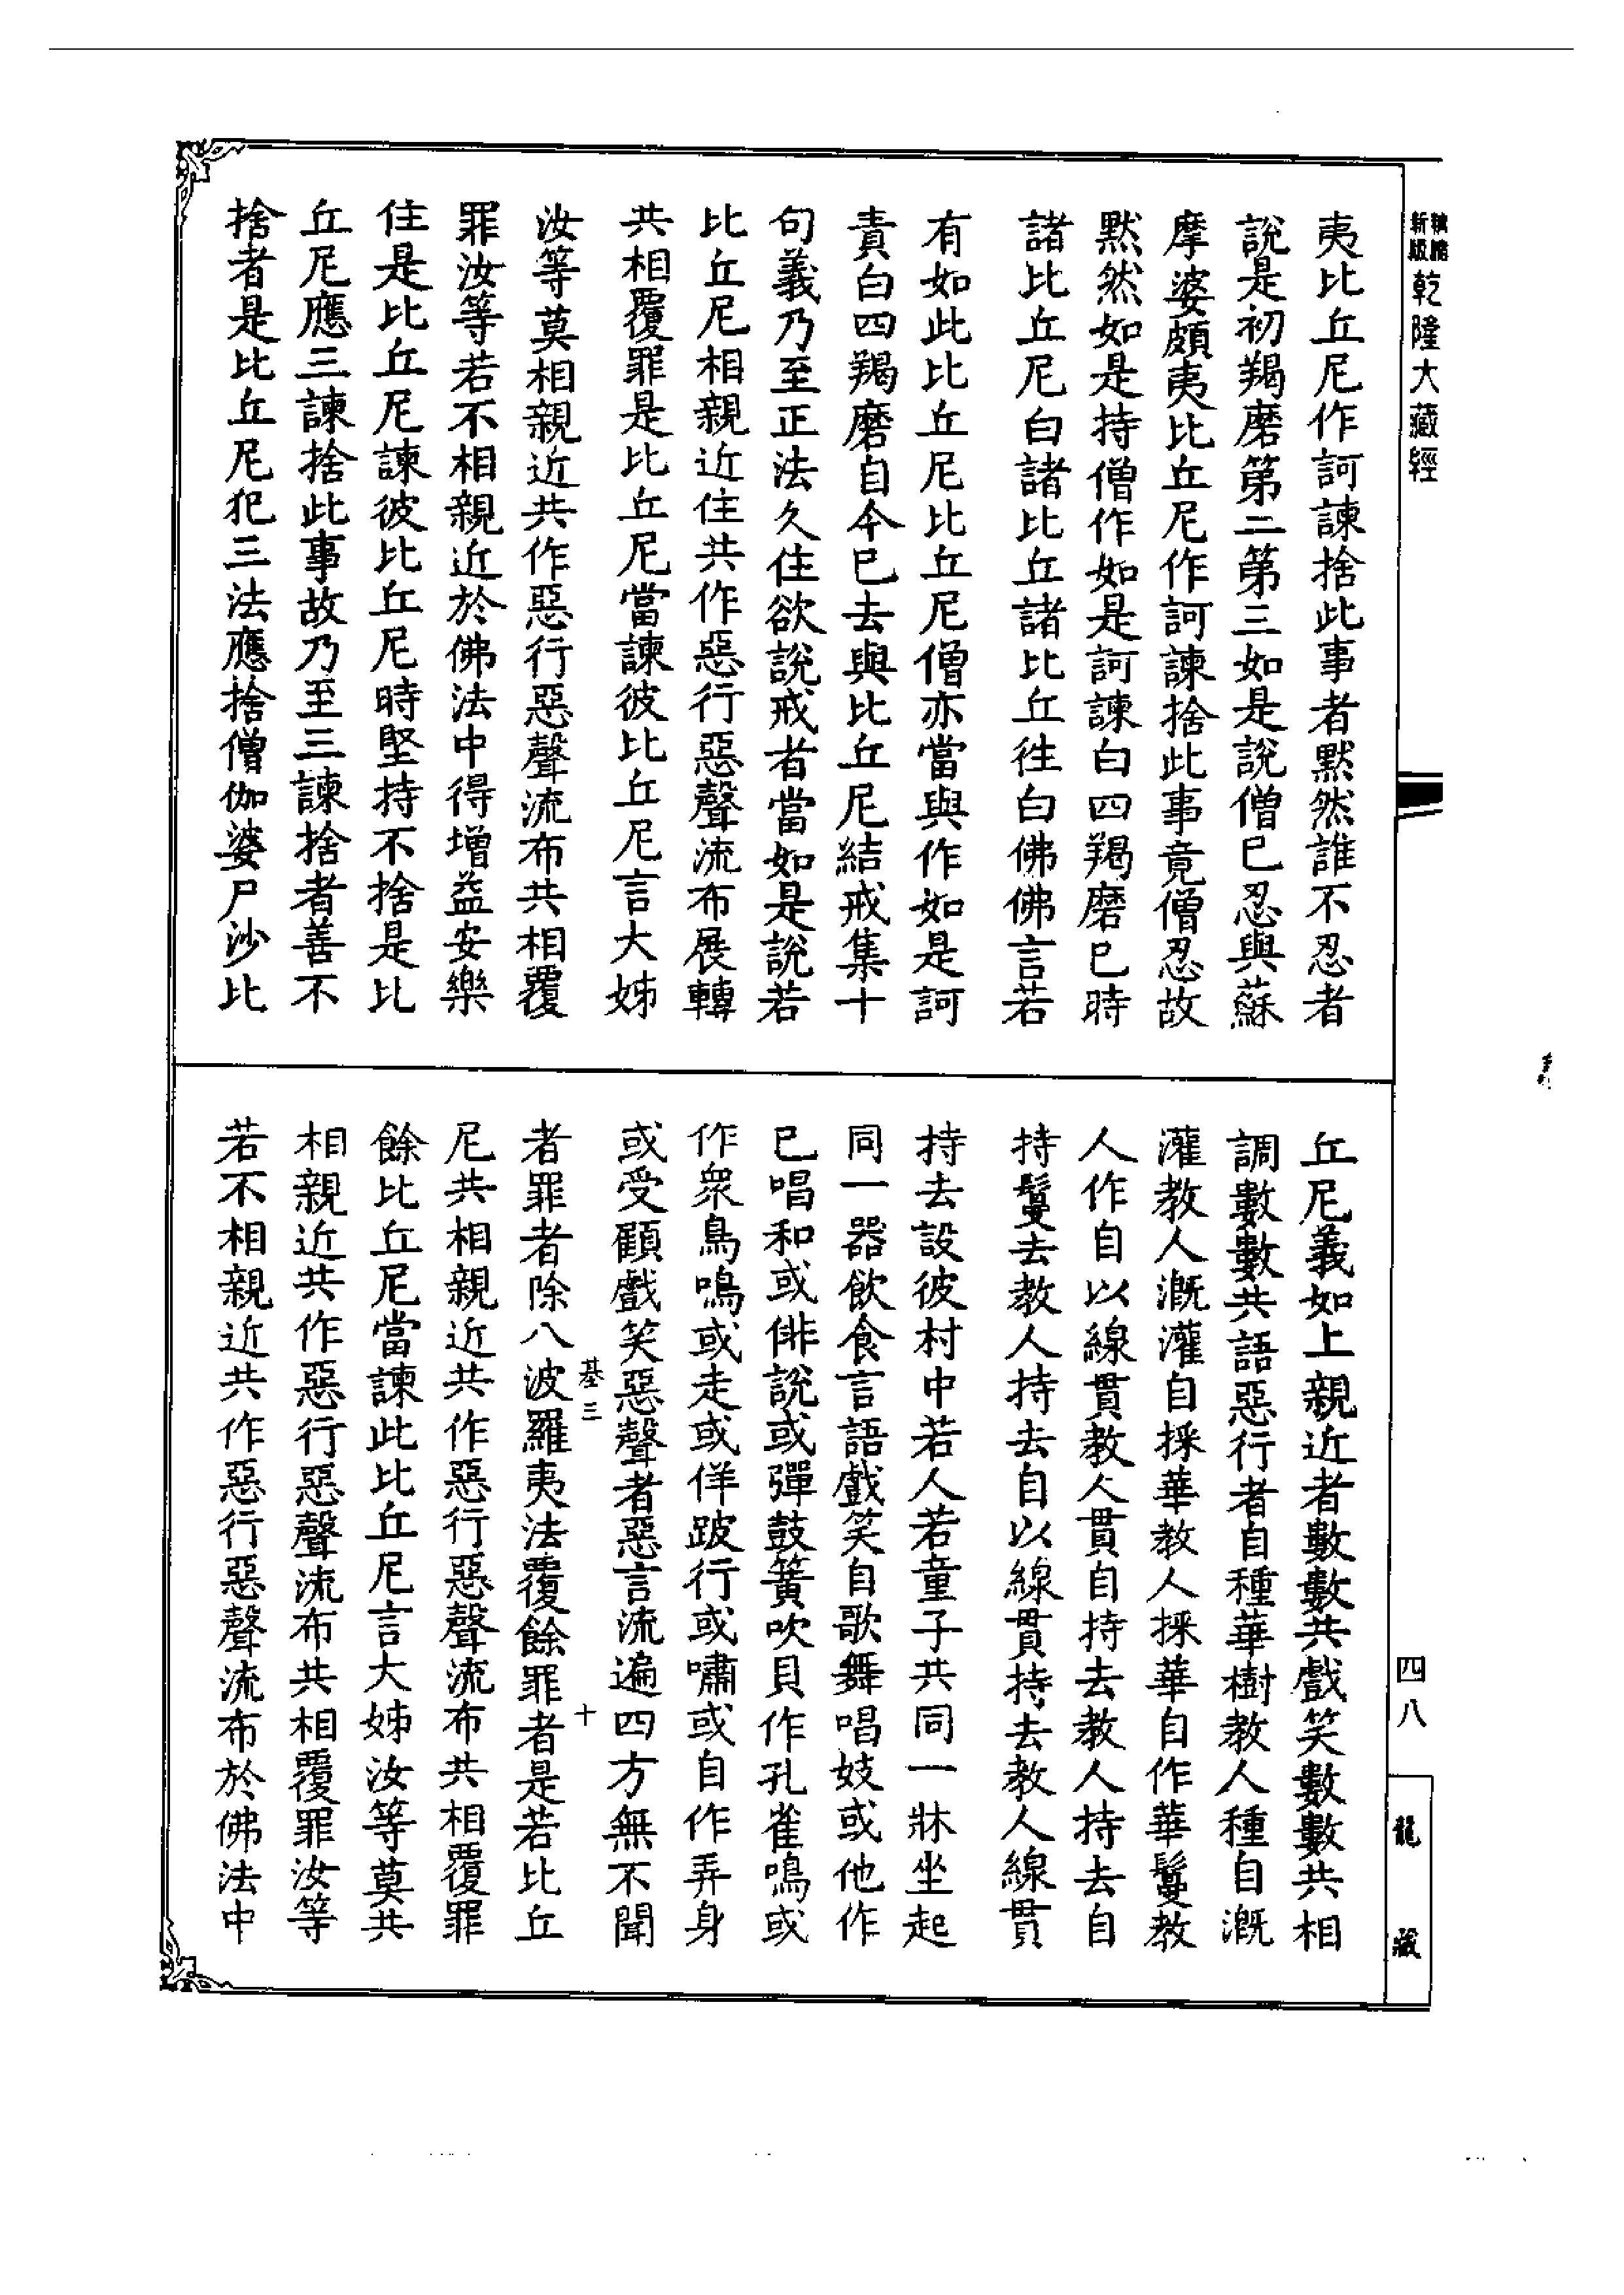 新版
乾隆大藏經
夷比丘尼作訶諫捨此事者默然誰不忍者
說是初羯磨第二第三如是說僧已忍與蘇
摩婆頗夷比丘尼作訶諫捨此事竟僧忍故
默然如是持僧作如是訶諫白四羯磨已時
諸比丘尼白諸比丘諸比丘往白佛佛言若
有如此比丘尼比丘尼僧亦當與作如是訶
責白四羯磨自今已去與比丘尼結戒集十
句義乃至正法久住欲說戒者當如是說若
比丘尼相親近住共作惡行惡聲流布展轉
共相覆罪是比丘尼當諫彼比丘尼言大姊
汝等莫相親近共作惡行惡聲流布共相覆
罪汝等若不相親近於佛法中得增益安樂
住是比丘尼諫彼比丘尼時堅持不捨是比
丘尼應三諫捨此事故乃至三諫捨者善不
捨者是比丘尼犯三法應捨僧伽婆尸沙比
丘尼義如上親近者數數共戲笑數數共相
調數數共語惡行者自種華樹教人種自溉
灌教人溉灌自採華教人採華自作華鬘教
人作自以線貫教人貫自持去教人持去自
持鬘去教人持去自以線貫持去教人線貫
持去設彼村中若人若童子共同一牀坐起
同一器飲食言語戲笑自歌舞唱妓或他作
已唱和或俳說或彈鼓簧吹貝作孔雀鳴或
作眾鳥鳴或走或佯跛行或嘯或自作弄身
或受顧戲笑惡聲者惡言流遍四方無不聞
基三 十
者罪者除八波羅夷法覆餘罪者是若比丘
尼共相親近共作惡行惡聲流布共相覆罪
餘比丘尼當諫此比丘尼言大姊汝等莫共
相親近共作惡行惡聲流布共相覆罪汝等
若不相親近共作惡行惡聲流布於佛法中
四八
龍藏